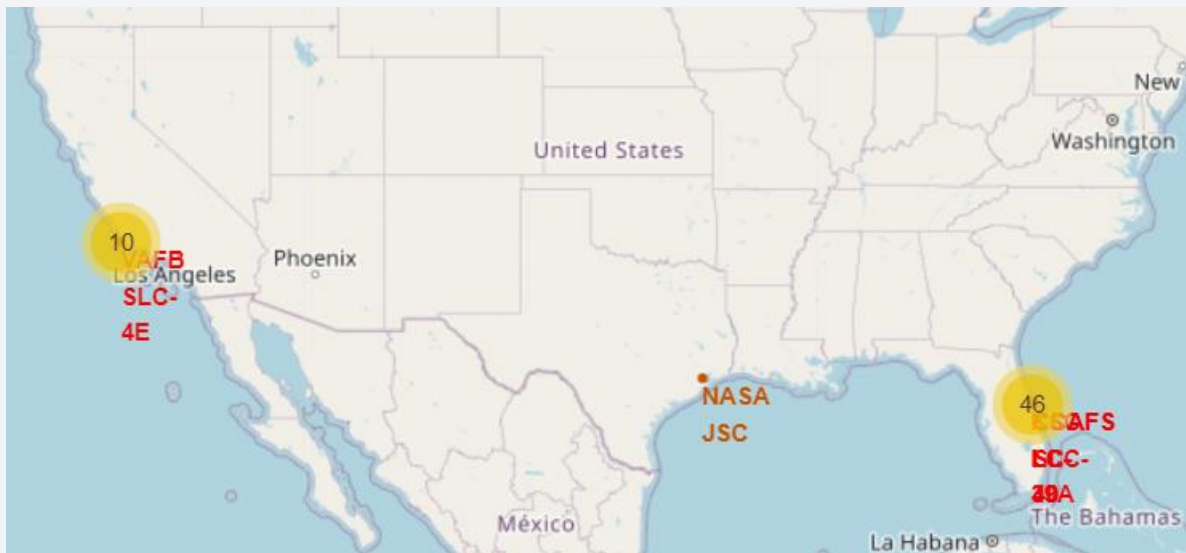 New
Washington
United States
10
VAFB
Los Angeles
SLC-
4E
Phoenix
NASA
JSC
46
México
The Bahamas
La Habana